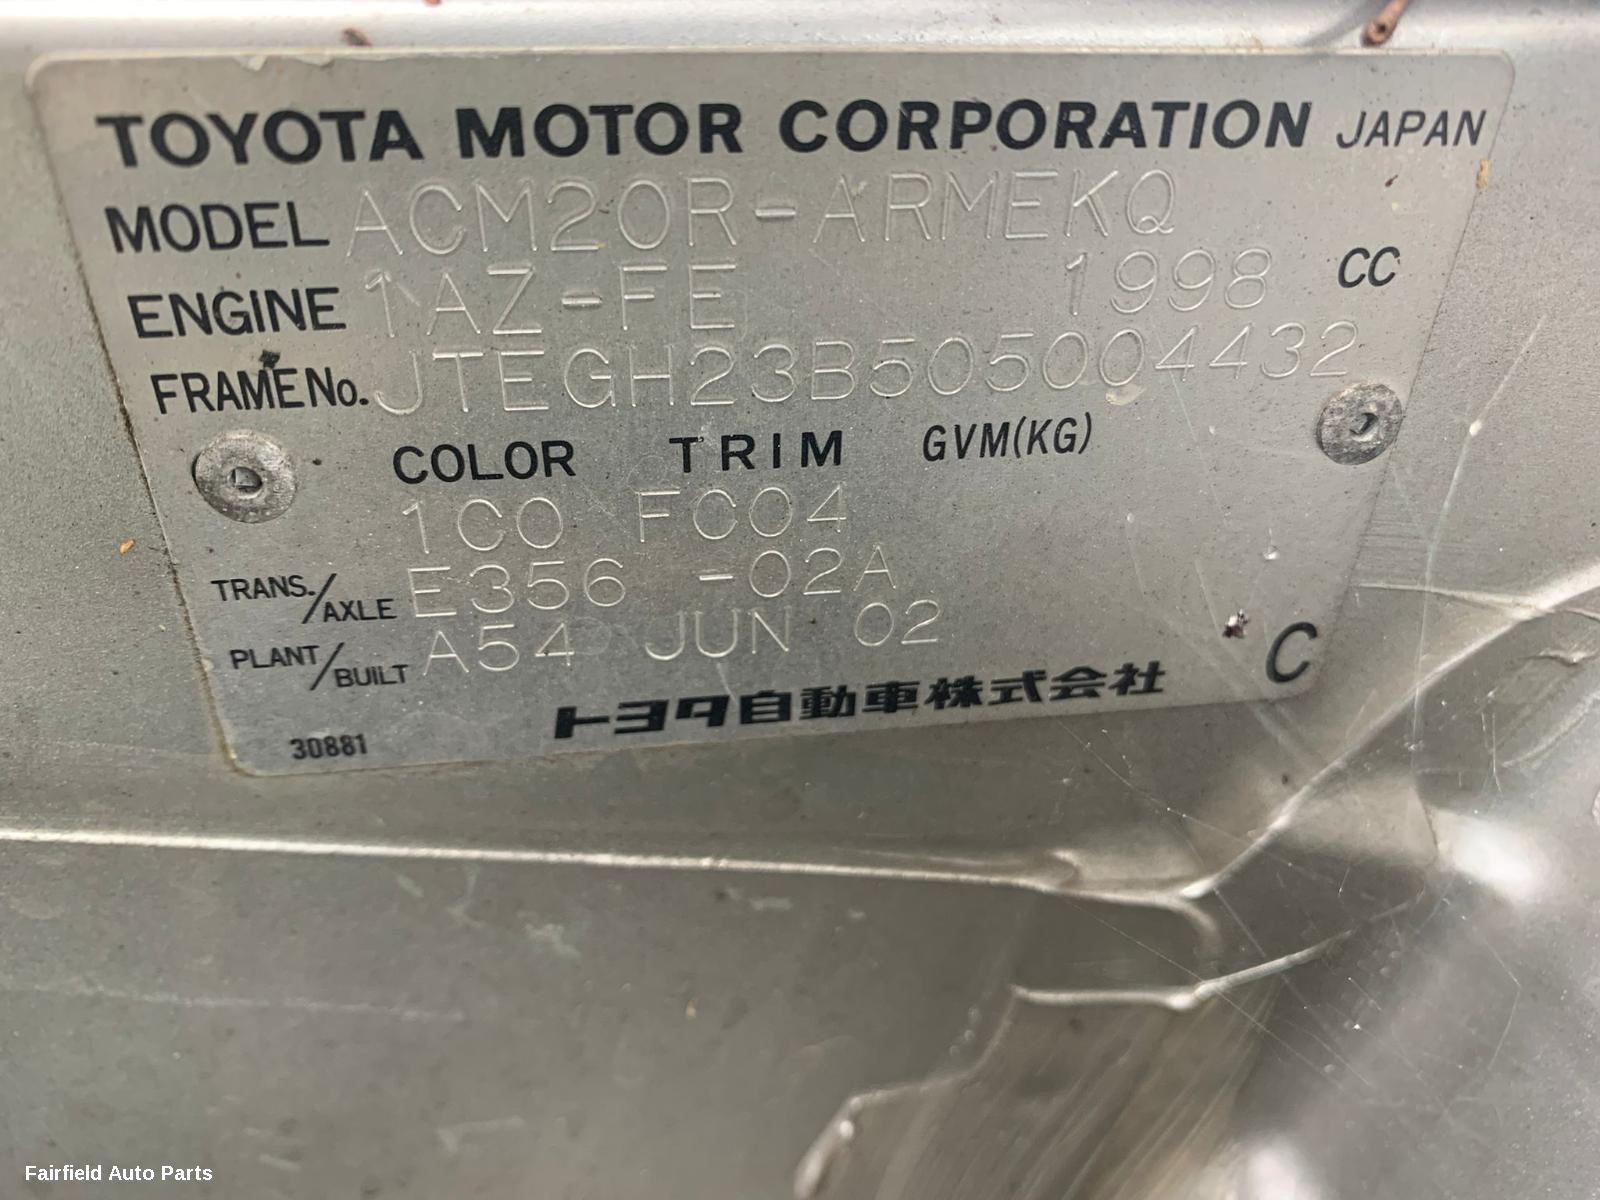 TOYOTA MOTOR CORPORATION JAPAN
MODEL ACM20R-ARMEKQ
ENGINE 1AZ-FE 1998 CC
FRAME No. JTEGH23B505004432
COLOR TRIM GVM(KG)
1C0 FC04
TRANS./AXLE E356 -02A
PLANT/BUILT A54 JUN 02
トヨタ自動車株式会社 C
30881
Fairfield Auto Parts